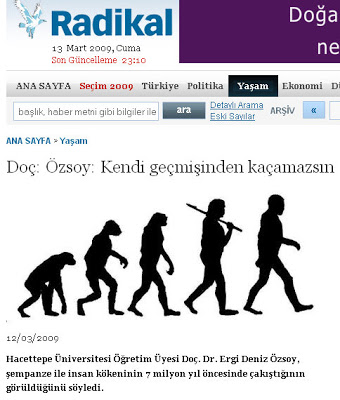 Radikal
Doğa
ne
13 Mart 2009, Cuma
Son Güncelleme 23:10
ANA SAYFA Seçim 2009 Türkiye Politika Yaşam Ekonomi
başlık, haber metni gibi bilgiler ile ara Detaylı Arama
Eski Sayılar ARŞİV «
ANA SAYFA > Yaşam
Doç: Özsoy: Kendi geçmişinden kaçamazsın
12/03/2009
Hacettepe Üniversitesi Öğretim Üyesi Doç. Dr. Ergi Deniz Özsoy,
şempanze ile insan kökeninin 7 milyon yıl öncesinde çakıştığının
görüldüğünü söyledi.